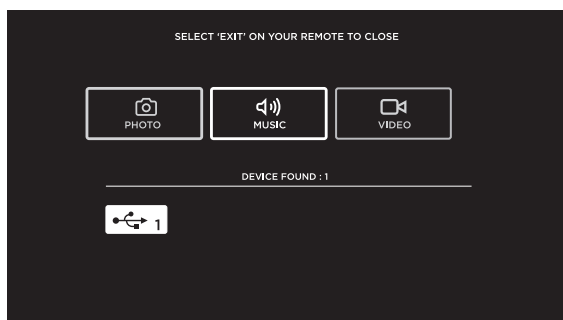 SELECT 'EXIT' ON YOUR REMOTE TO CLOSE
PHOTO
MUSIC
VIDEO
DEVICE FOUND : 1
1